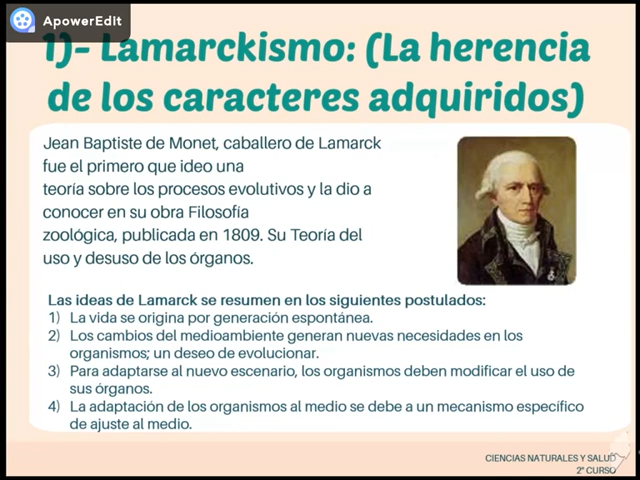 ApowerEdit
1)- Lamarckismo: (La herencia
de los caracteres adquiridos)
Jean Baptiste de Monet, caballero de Lamarck
fue el primero que ideo una
teoría sobre los procesos evolutivos y la dio a
conocer en su obra Filosofía
zoológica, publicada en 1809. Su Teoría del
uso y desuso de los órganos.
Las ideas de Lamarck se resumen en los siguientes postulados:
1) La vida se origina por generación espontánea.
2) Los cambios del medioambiente generan nuevas necesidades en los
organismos; un deseo de evolucionar.
3) Para adaptarse al nuevo escenario, los organismos deben modificar el uso de
sus órganos.
4) La adaptación de los organismos al medio se debe a un mecanismo específico
de ajuste al medio.
CIENCIAS NATURALES Y SALUD
2° CURSO